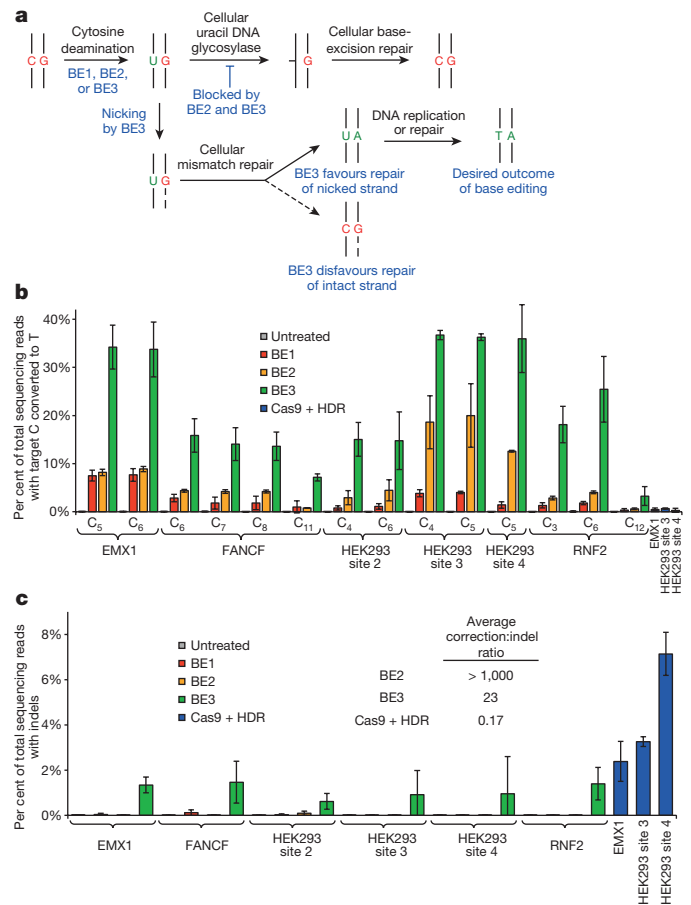 a
Cytosine
deamination
BE1, BE2,
or BE3
Cellular
uracil DNA
glycosylase
Blocked by
BE2 and BE3
Cellular base-
excision repair
C G
U G
G
C G
Nicking
by BE3
U G
Cellular
mismatch repair
U A
BE3 favours repair
of nicked strand
DNA replication
or repair
T A
Desired outcome
of base editing
C G
BE3 disfavours repair
of intact strand
b
Per cent of total sequencing reads
with target C converted to T
40%
30%
20%
10%
0%
Untreated
BE1
BE2
BE3
Cas9 + HDR
C5 C6 C6 C7 C8 C11 C4 C6 C4 C5 C5 C3 C6 C12
EMX1
FANCF
HEK293
site 2
HEK293
site 3
HEK293
site 4
RNF2
EMX1
HEK293 site 3
HEK293 site 4
c
Per cent of total sequencing reads
with indels
8%
6%
4%
2%
0%
Untreated
BE1
BE2
BE3
Cas9 + HDR
Average
correction:indel
ratio
BE2 > 1,000
BE3 23
Cas9 + HDR 0.17
EMX1
FANCF
HEK293
site 2
HEK293
site 3
HEK293
site 4
RNF2
EMX1
HEK293 site 3
HEK293 site 4